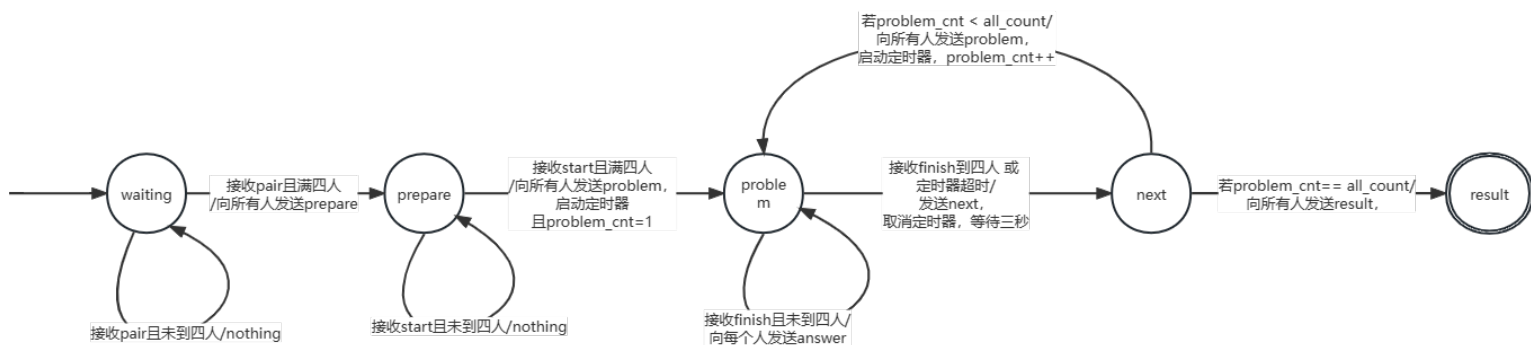 若problem_cnt < all_count/
向所有人发送problem，
启动定时器，problem_cnt++
waiting
接收pair且满四人
/向所有人发送prepare
prepare
接收start且满四人
/向所有人发送problem，
启动定时器
且problem_cnt=1
proble
m
接收finish到四人 或
定时器超时/
发送next，
取消定时器，等待三秒
next
若problem_cnt== all_count/
向所有人发送result，
result
接收pair且未到四人/nothing
接收start且未到四人/nothing
接收finish且未到四人/
向每个人发送answer